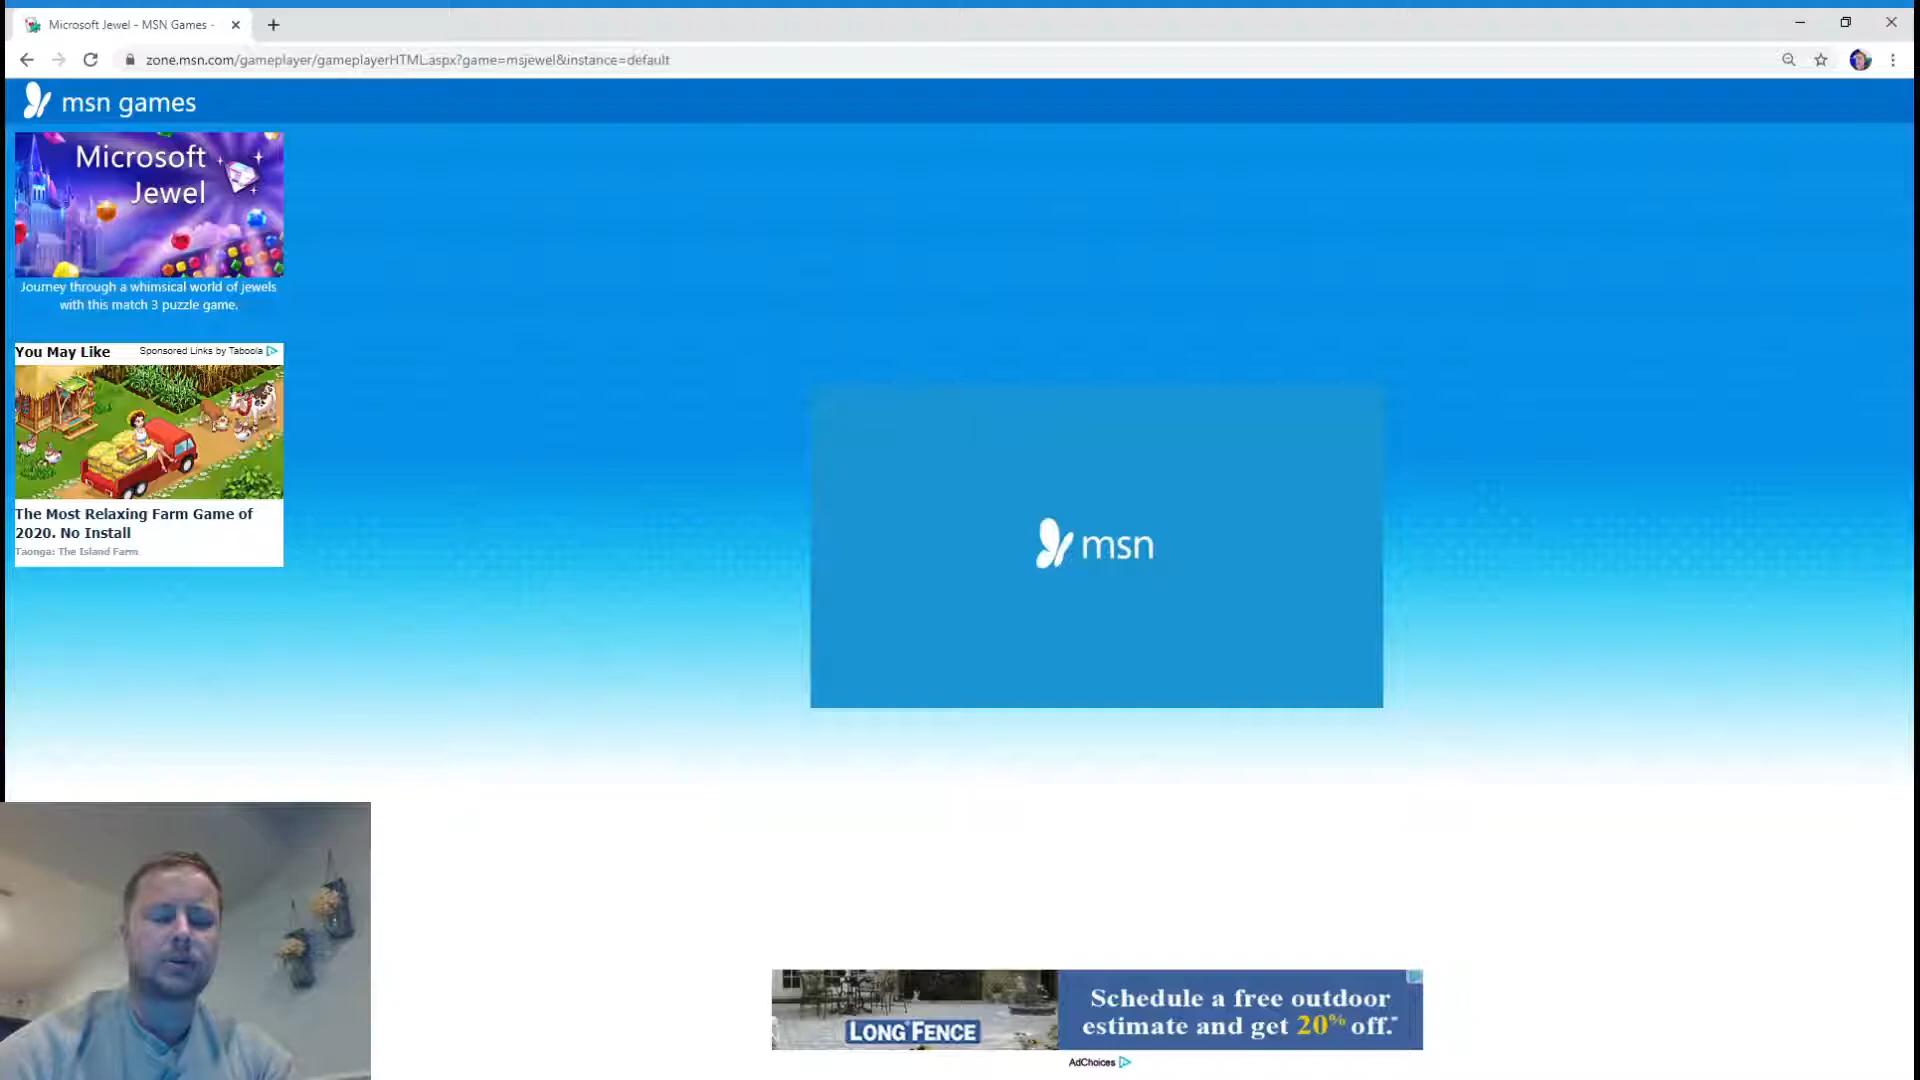 Microsoft Jewel - MSN Games -
zone.msn.com/gameplayer/gameplayerHTML.aspx?game=msjewel&instance=default
msn games
Microsoft
Jewel
Journey through a whimsical world of jewels
with this match 3 puzzle game.
You May Like
Sponsored Links by Taboola
The Most Relaxing Farm Game of
2020. No Install
Taonga: The Island Farm
msn
LONG FENCE
Schedule a free outdoor
estimate and get 20% off.*
AdChoices